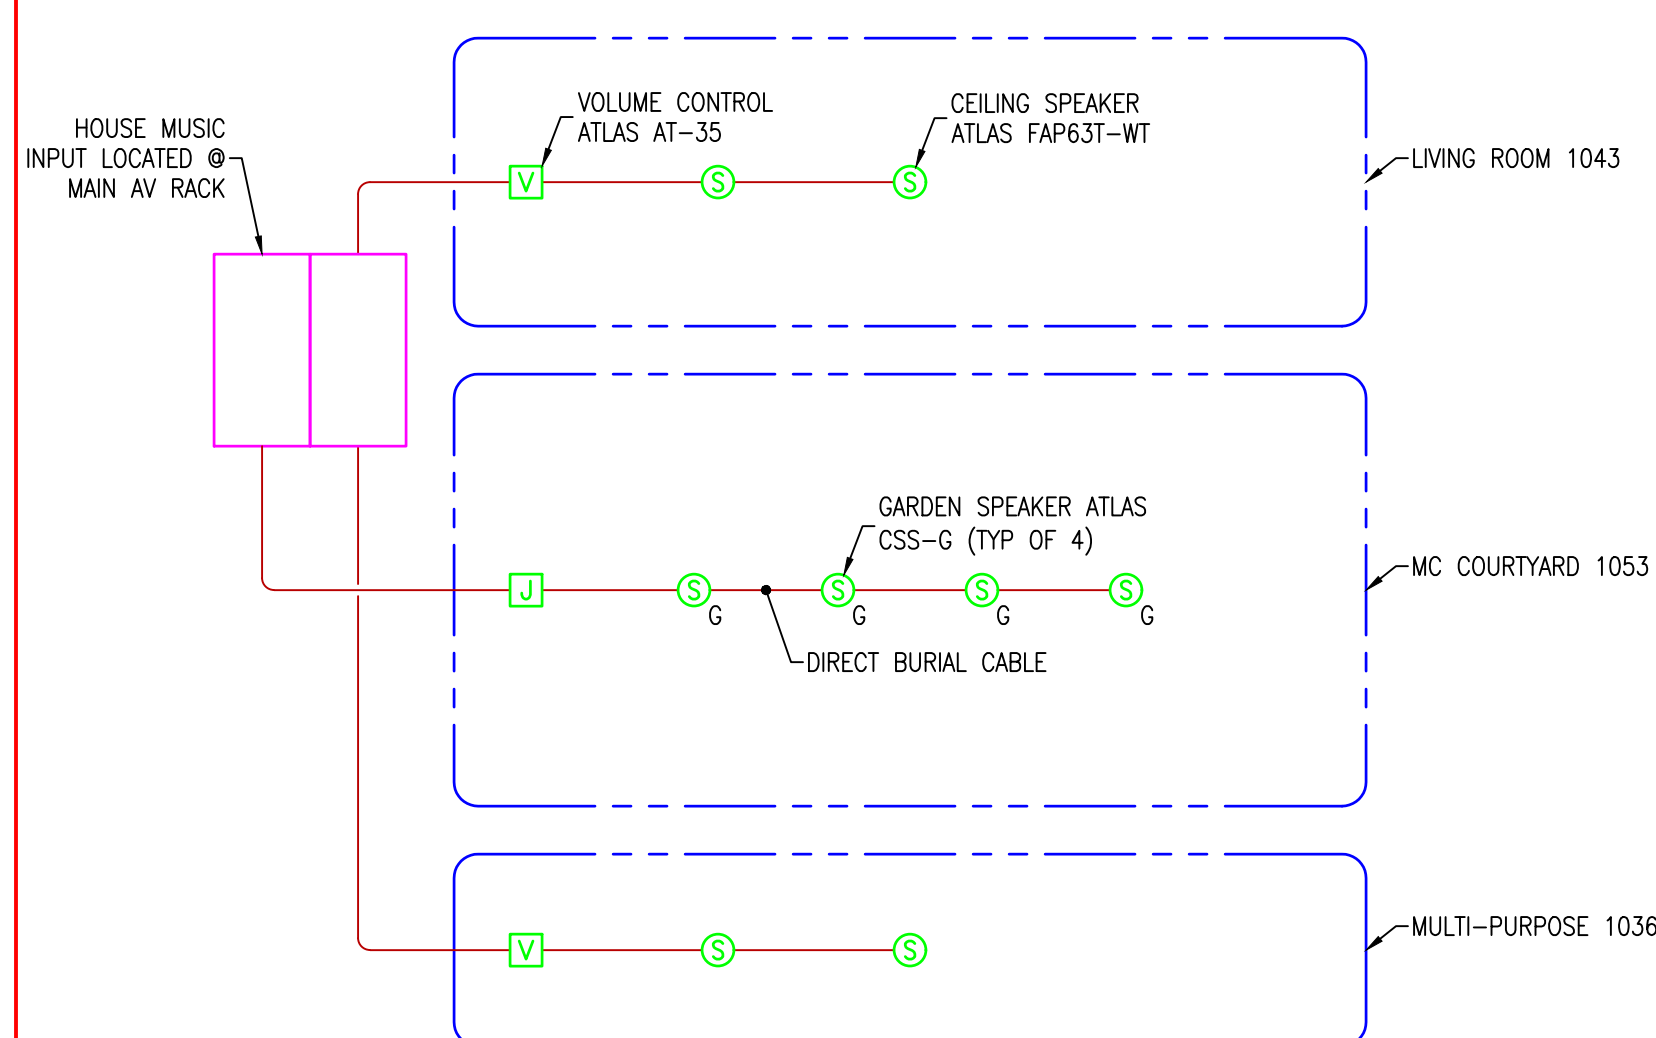 HOUSE MUSIC
INPUT LOCATED @
MAIN AV RACK
VOLUME CONTROL
ATLAS AT-35
CEILING SPEAKER
ATLAS FAP63T-WT
LIVING ROOM 1043
V
S
S
GARDEN SPEAKER ATLAS
CSS-G (TYP OF 4)
MC COURTYARD 1053
J
S
S
S
S
G
G
G
G
DIRECT BURIAL CABLE
MULTI-PURPOSE 1036
V
S
S